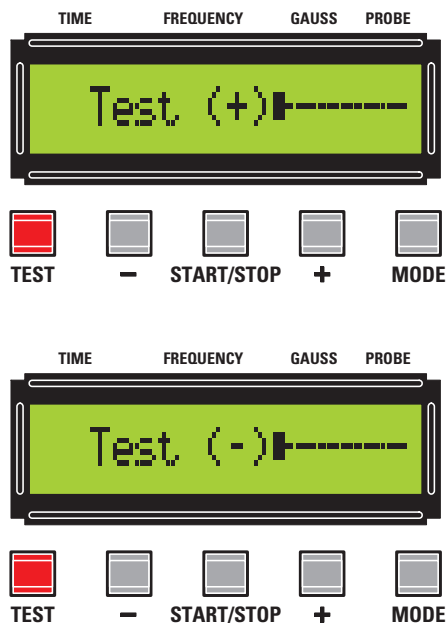 TIME FREQUENCY GAUSS PROBE
Test (+)
TEST – START/STOP +  MODE
TIME FREQUENCY GAUSS PROBE
Test (-)
TEST – START/STOP + MODE